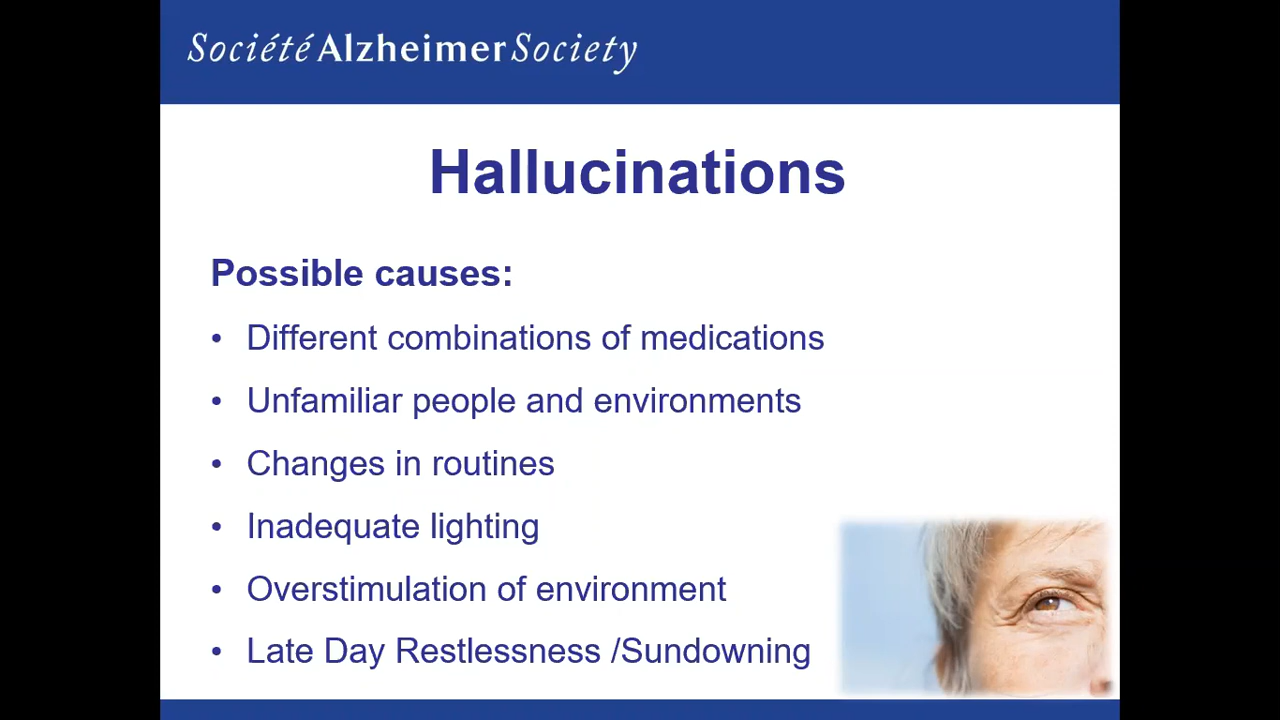 Société Alzheimer Society
Hallucinations
Possible causes:
• Different combinations of medications
• Unfamiliar people and environments
• Changes in routines
• Inadequate lighting
• Overstimulation of environment
• Late Day Restlessness /Sundowning